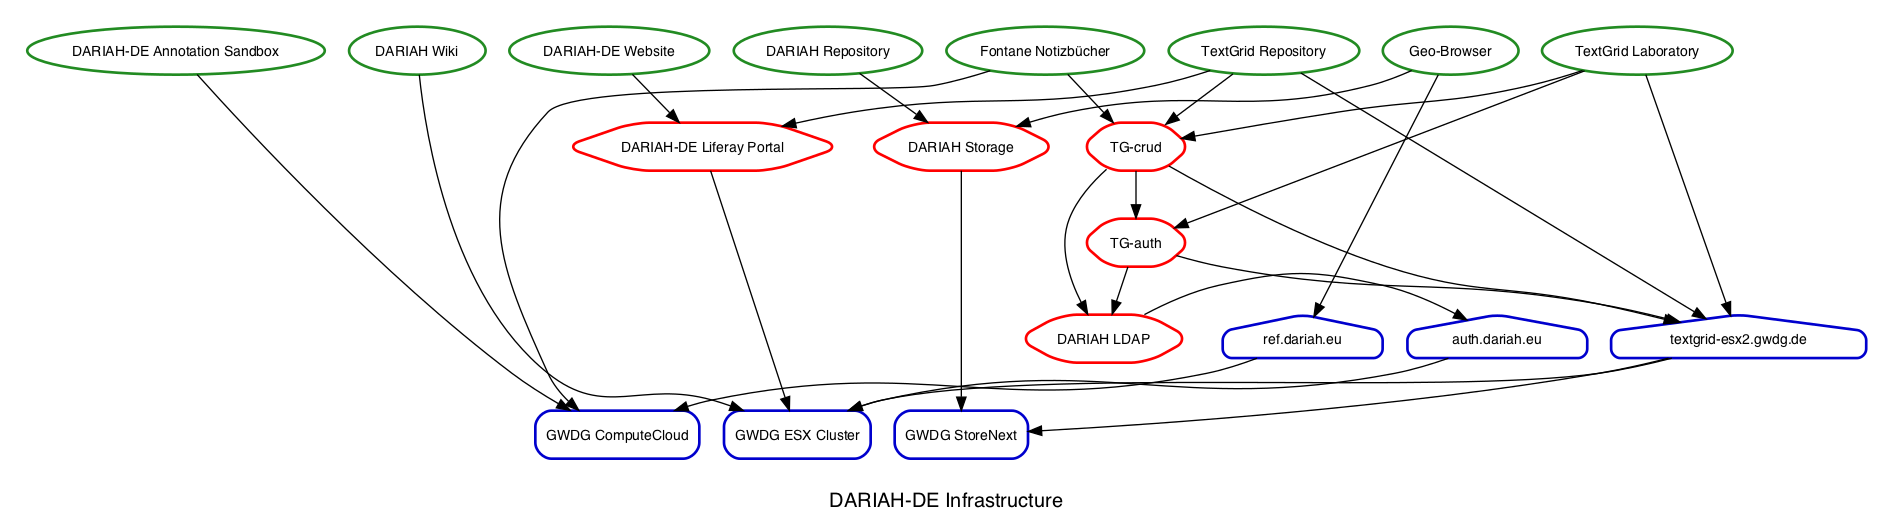 DARIAH-DE Annotation Sandbox
DARIAH Wiki
DARIAH-DE Website
DARIAH Repository
Fontane Notizbücher
TextGrid Repository
Geo-Browser
TextGrid Laboratory
DARIAH-DE Liferay Portal
DARIAH Storage
TG-crud
TG-auth
DARIAH LDAP
ref.dariah.eu
auth.dariah.eu
textgrid-esx2.gwdg.de
GWDG ComputeCloud
GWDG ESX Cluster
GWDG StoreNext
DARIAH-DE Infrastructure